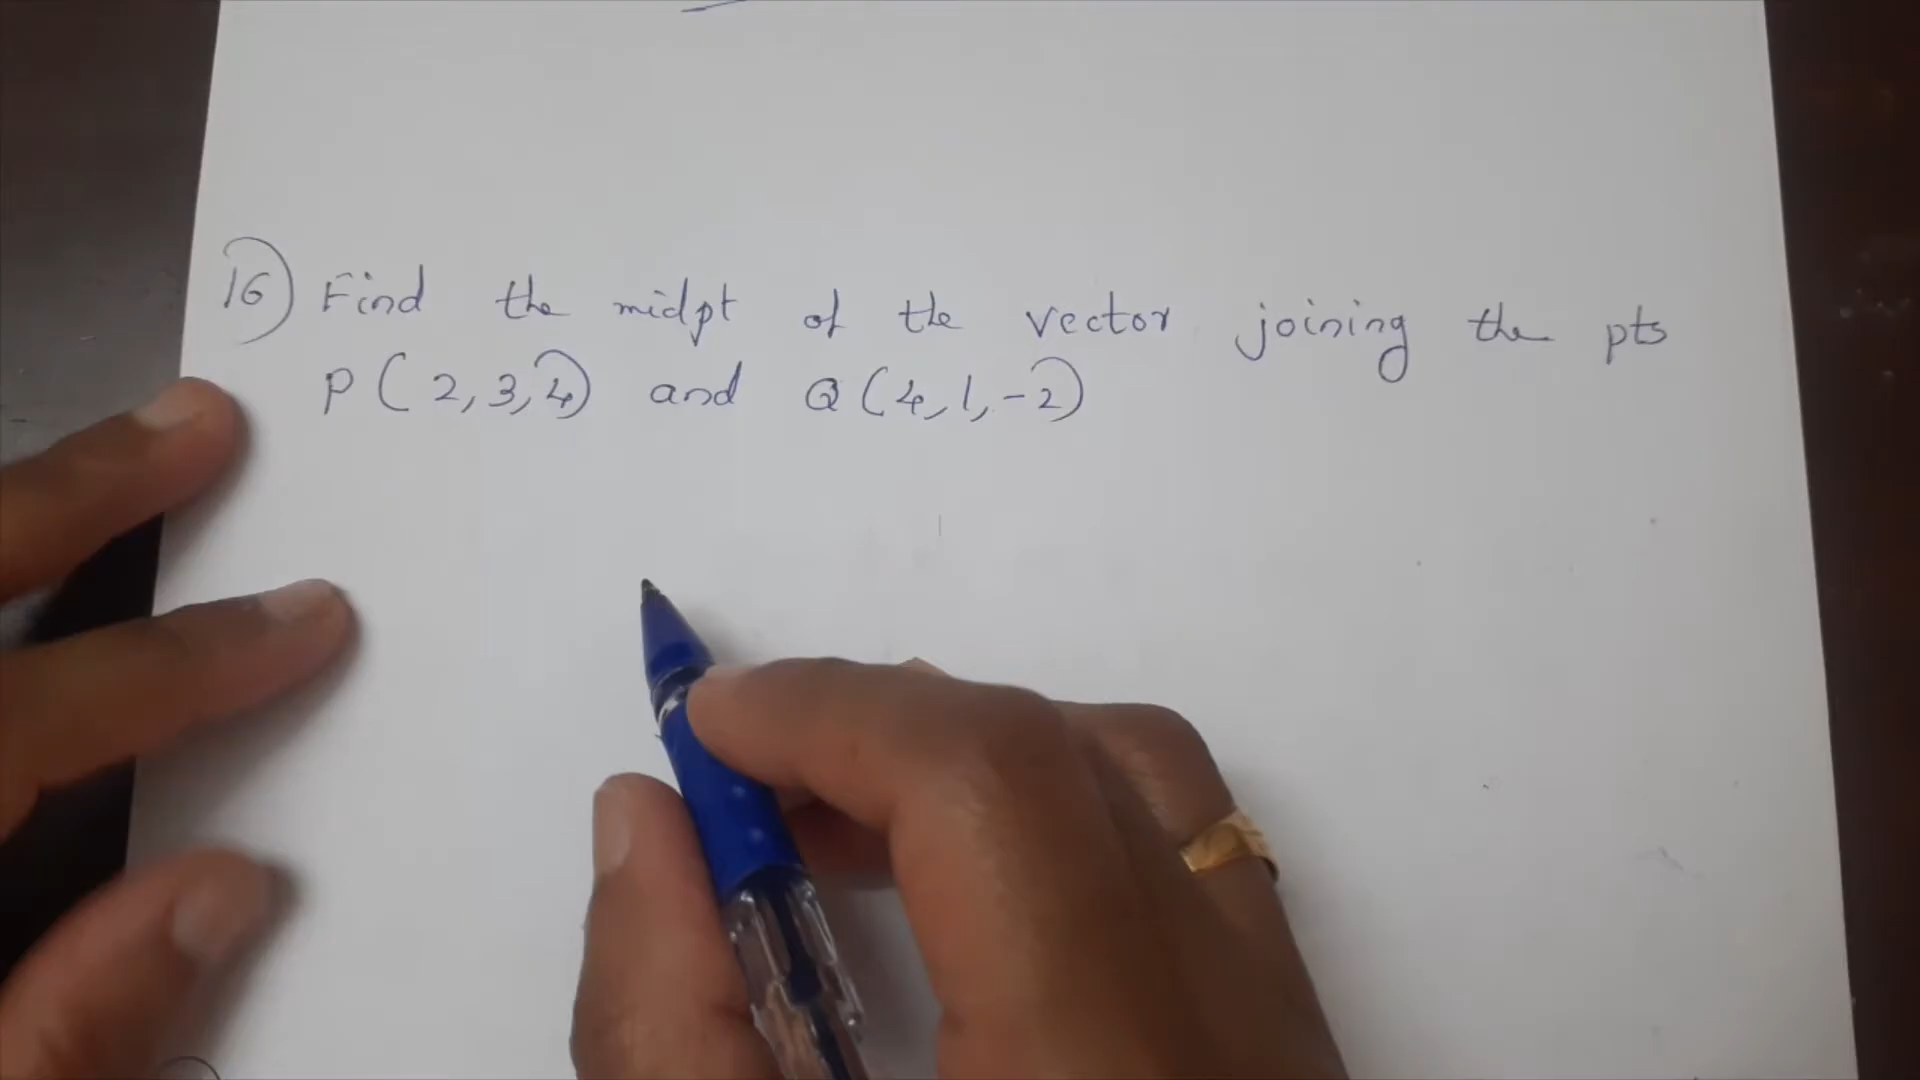 16) Find the midpt of the vector joining the pts
P(2,3,4) and Q(4,1,-2)